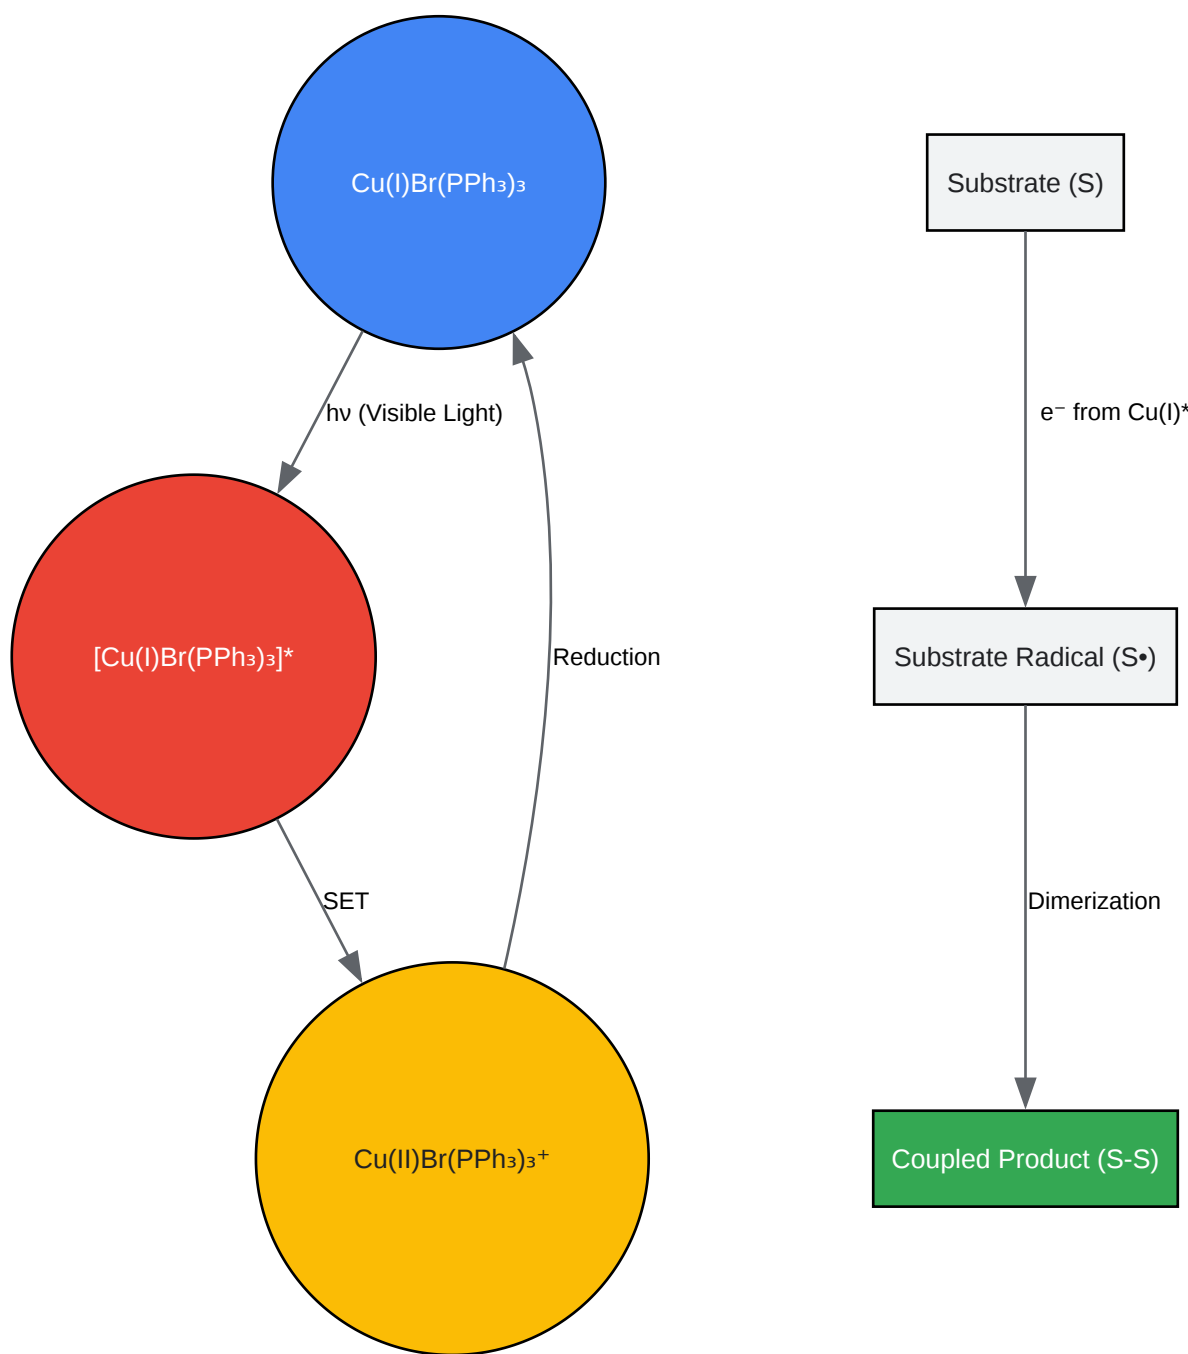 Cu(I)Br(PPh₃)₃
Substrate (S)
hν (Visible Light)
e⁻ from Cu(I)*
[Cu(I)Br(PPh₃)₃]*
Reduction
Substrate Radical (S•)
SET
Dimerization
Cu(II)Br(PPh₃)₃⁺
Coupled Product (S-S)